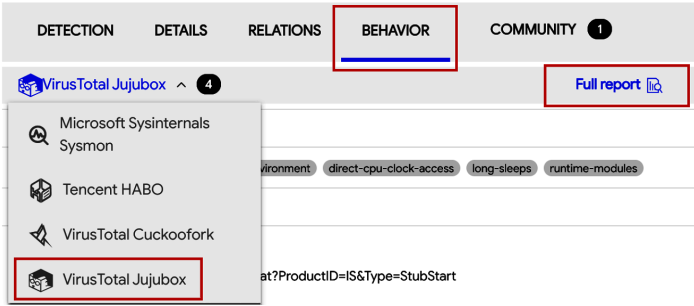 DETECTION DETAILS RELATIONS BEHAVIOR COMMUNITY 1
VirusTotal Jujubox 4 Full report
Microsoft Sysinternals
Sysmon
vironment direct-cpu-clock-access long-sleeps runtime-modules
Tencent HABO
VirusTotal Cuckoofork
VirusTotal Jujubox
at?ProductID=IS&Type=StubStart